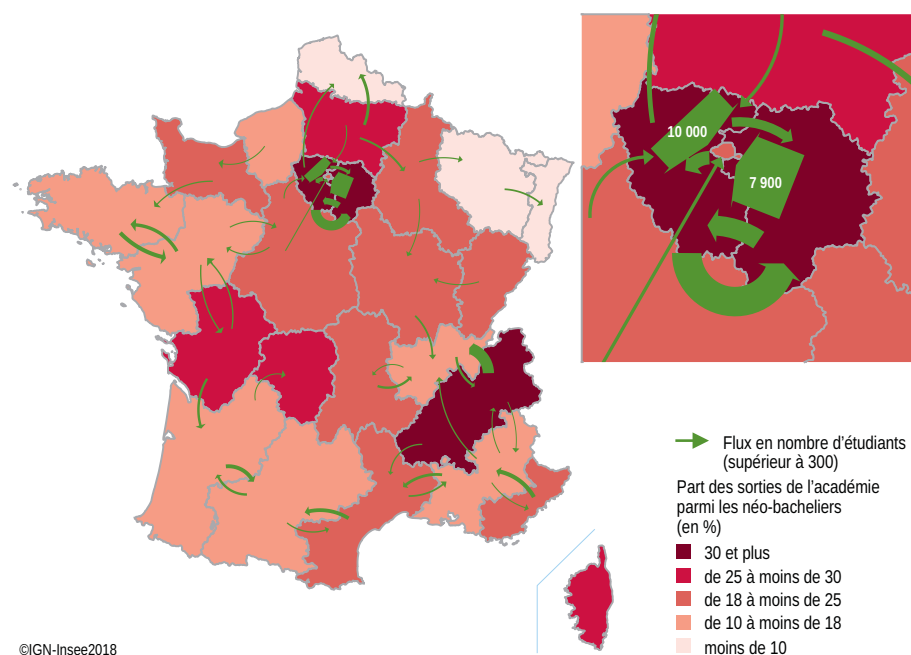 10 000
7 900
Flux en nombre d’étudiants
(supérieur à 300)
Part des sorties de l’académie
parmi les néo-bacheliers
(en %)
30 et plus
de 25 à moins de 30
de 18 à moins de 25
de 10 à moins de 18
moins de 10
©IGN-Insee2018